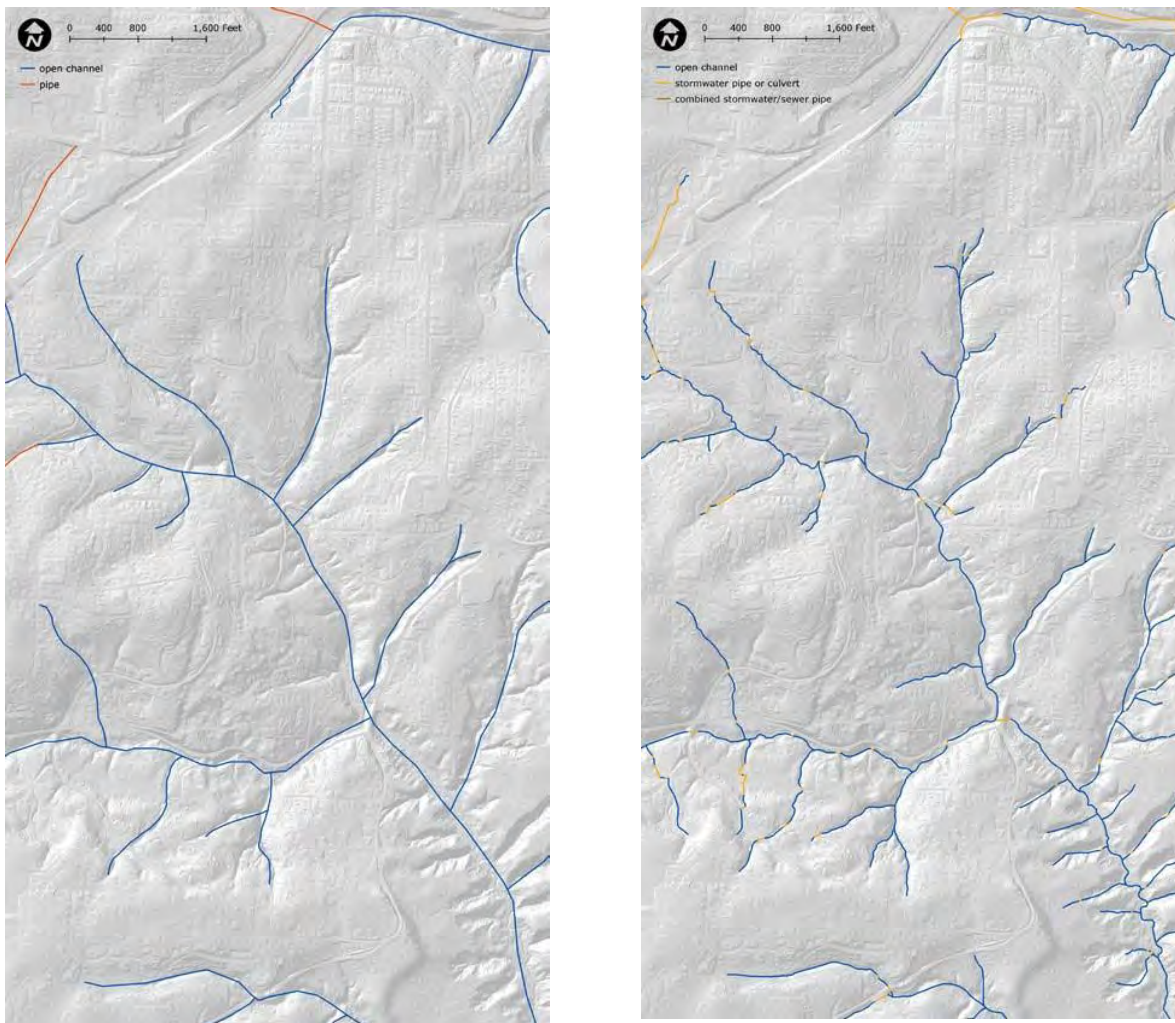 N 0 400 800 1,600 Feet
open channel
pipe
N 0 400 800 1,600 Feet
open channel
stormwater pipe or culvert
combined stormwater/sewer pipe